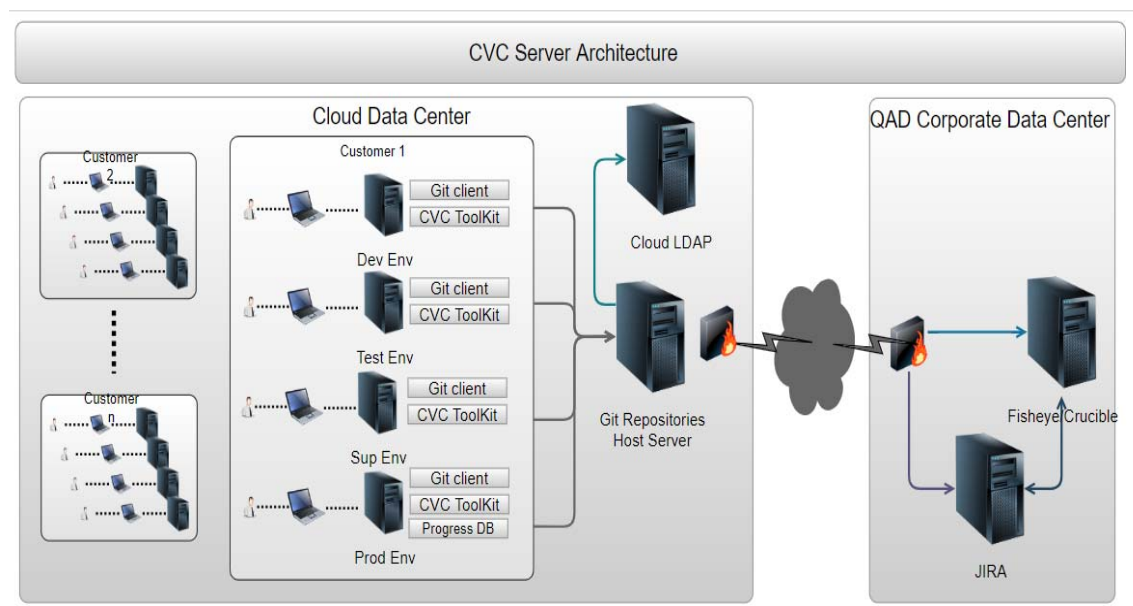 CVC Server Architecture
Cloud Data Center
Customer
2
Customer
n
Customer 1
Git client
CVC ToolKit
Dev Env
Git client
CVC ToolKit
Test Env
Git client
CVC ToolKit
Sup Env
Git client
CVC ToolKit
Progress DB
Prod Env
Cloud LDAP
Git Repositories
Host Server
QAD Corporate Data Center
Fisheye/Crucible
JIRA